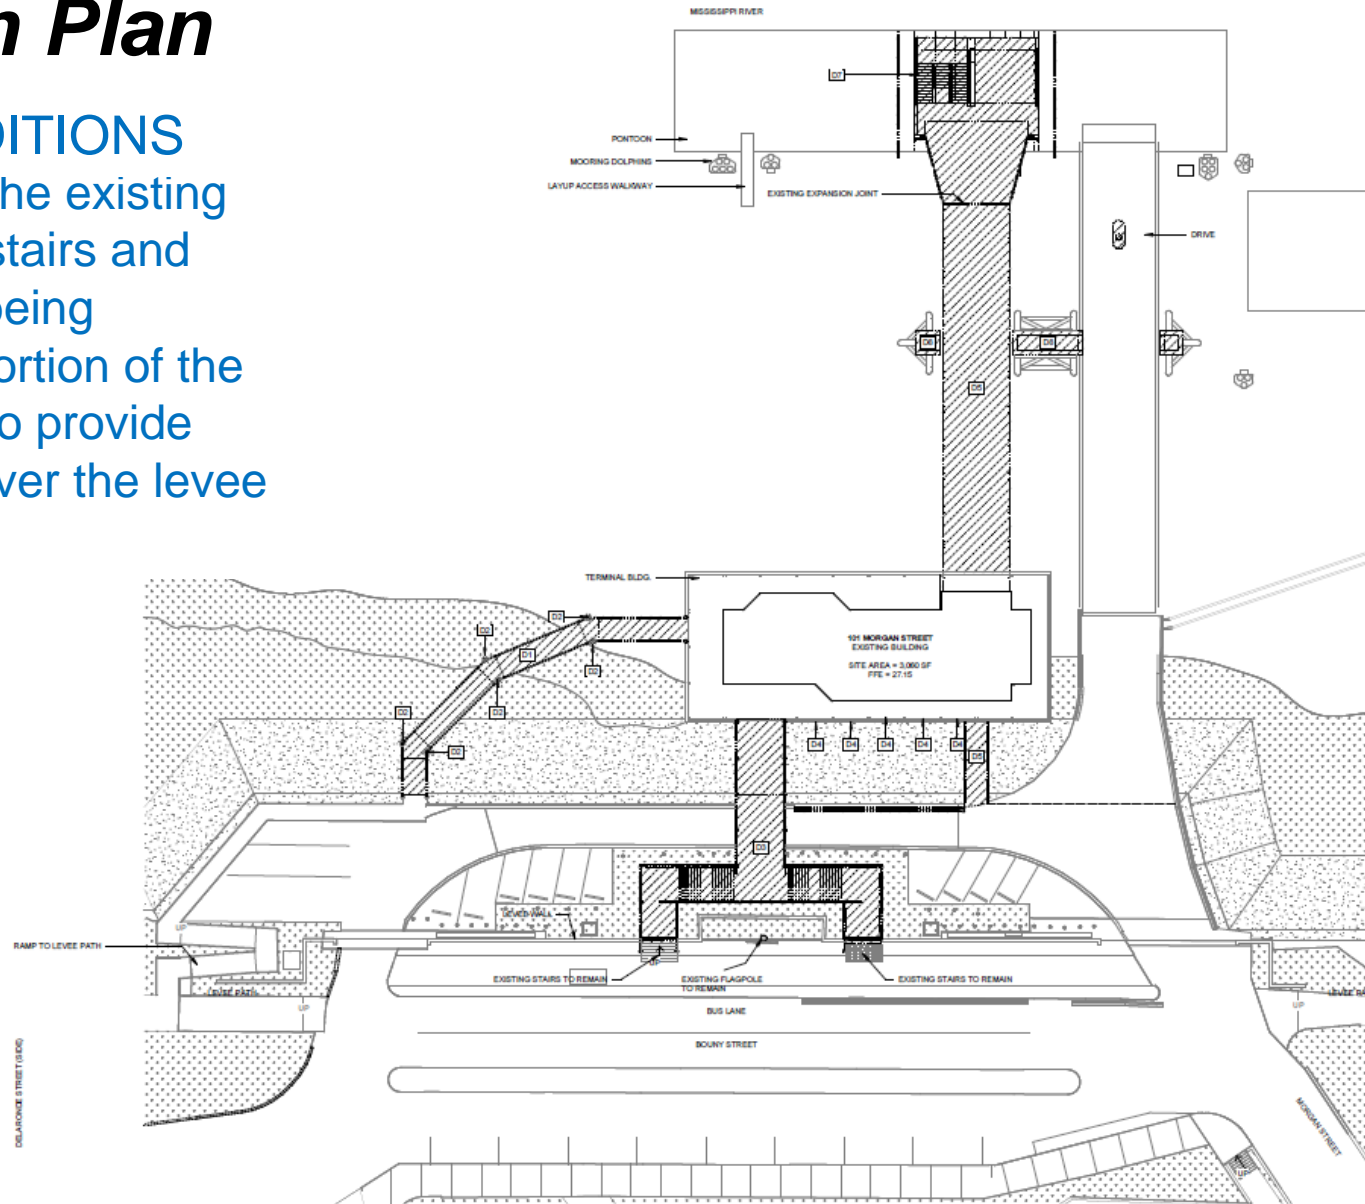 n Plan
DITIONS
he existing
stairs and
being
ortion of the
o provide
ver the levee
MISSISSIPPI RIVER
D7
PONTOON
MOORING DOLPHINS
LAYUP ACCESS WALKWAY
EXISTING EXPANSION JOINT
DRIVE
D6
D8
D5
TERMINAL BLDG.
101 MORGAN STREET
EXISTING BUILDING
SITE AREA = 3,060 SF
FFE = 27.15
D2
D2
D1
D2
D2
D2
D2
D4
D4
D4
D4
D4
D5
D3
LEVEE WALL
UP
RAMP TO LEVEE PATH
LEVEE PATH
UP
UP
EXISTING STAIRS TO REMAIN
EXISTING FLAGPOLE
TO REMAIN
EXISTING STAIRS TO REMAIN
LEVEE
UP
BUS LANE
BOUNY STREET
DELARONDE STREET (SIDE)
MORGAN STREET
UP